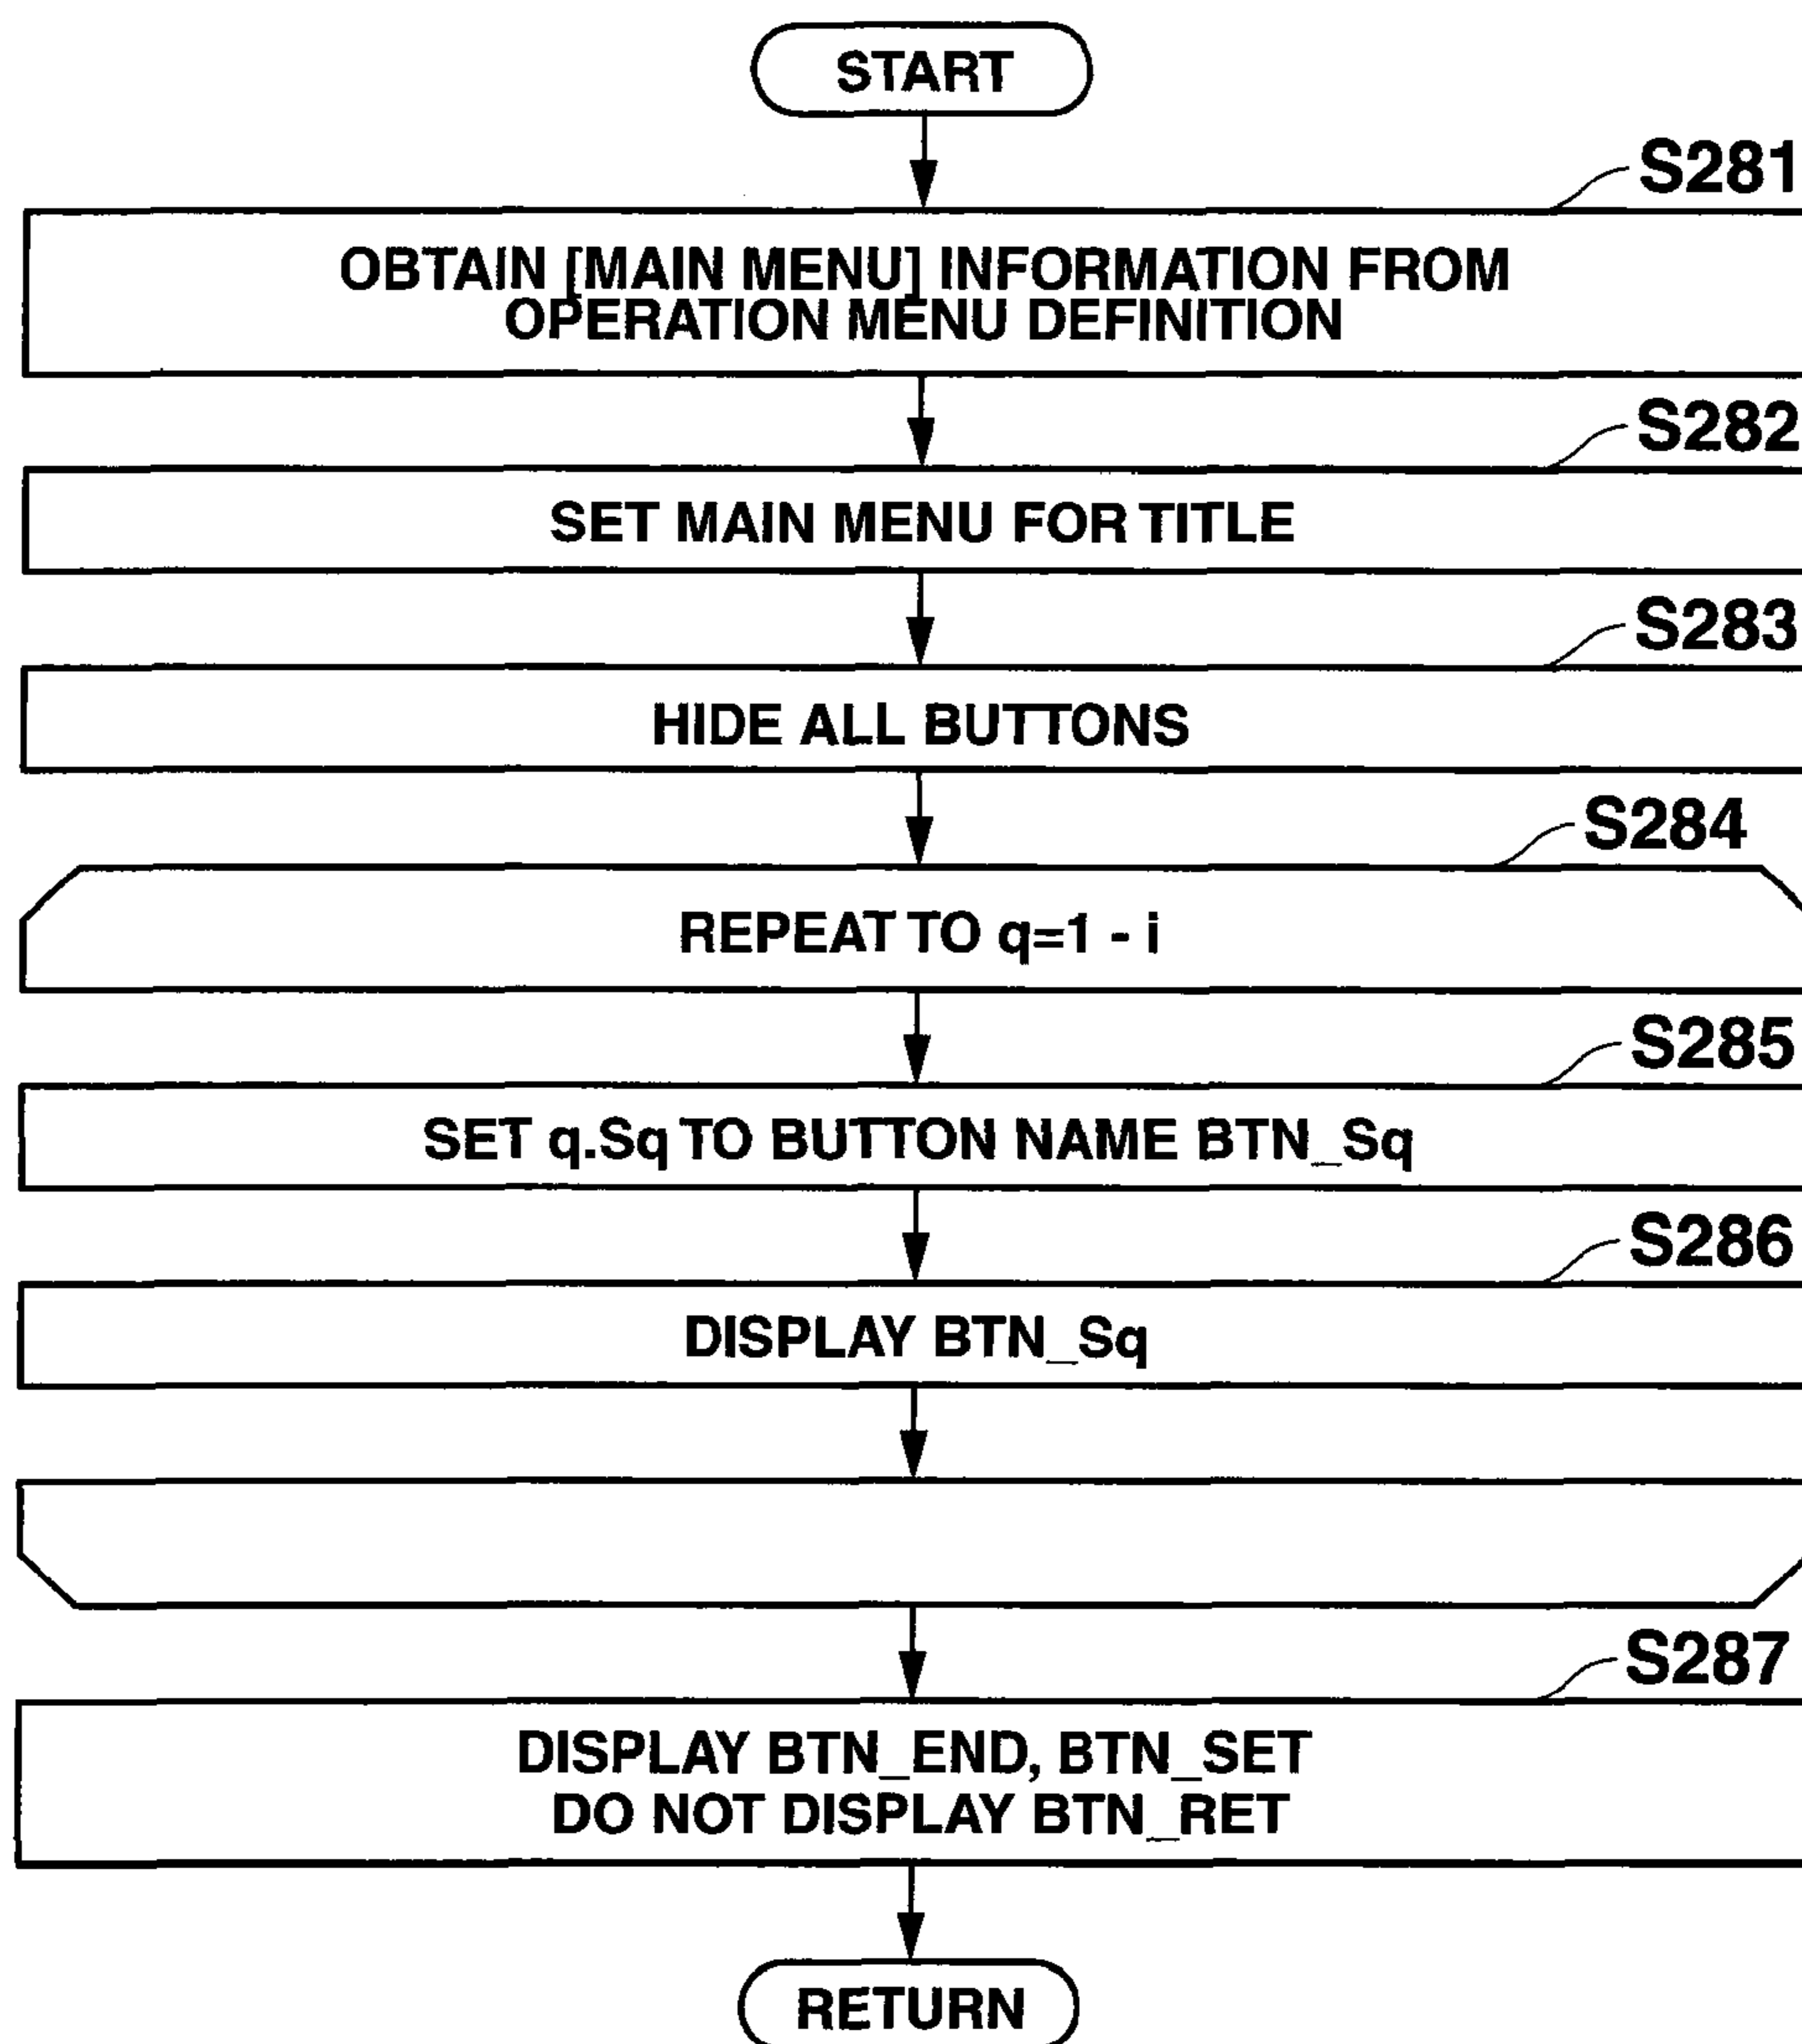 START
S281
OBTAIN [MAIN MENU] INFORMATION FROM
OPERATION MENU DEFINITION
S282
SET MAIN MENU FOR TITLE
S283
HIDE ALL BUTTONS
S284
REPEAT TO q=1 - i
S285
SET q.Sq TO BUTTON NAME BTN_Sq
S286
DISPLAY BTN_Sq
S287
DISPLAY BTN_END, BTN_SET
DO NOT DISPLAY BTN_RET
RETURN